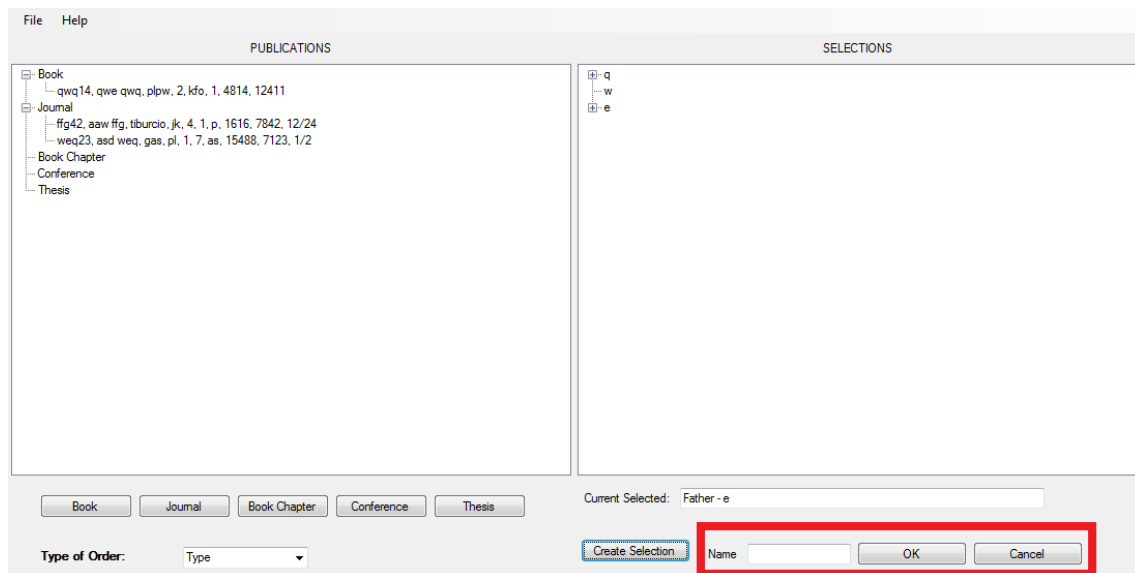 File Help
PUBLICATIONS
SELECTIONS
Book
qwq14, qwe qwq, plpw, 2, kfo, 1, 4814, 12411
Journal
ffg42, aaw ffg, tiburcio, jk, 4, 1, p, 1616, 7842, 12/24
weq23, asd weq, gas, pl, 1, 7, as, 15488, 7123, 1/2
Book Chapter
Conference
Thesis
q
w
e
Book Journal Book Chapter Conference Thesis
Type of Order: Type
Current Selected: Father - e
Create Selection Name OK Cancel